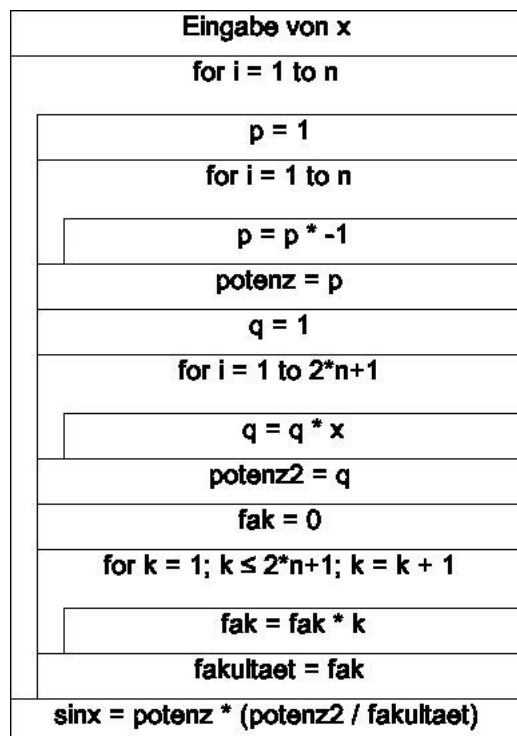 Eingabe von x
for i = 1 to n
p = 1
for i = 1 to n
p = p * -1
potenz = p
q = 1
for i = 1 to 2*n+1
q = q * x
potenz2 = q
fak = 0
for k = 1; k ≤ 2*n+1; k = k + 1
fak = fak * k
fakultaet = fak
sinx = potenz * (potenz2 / fakultaet)